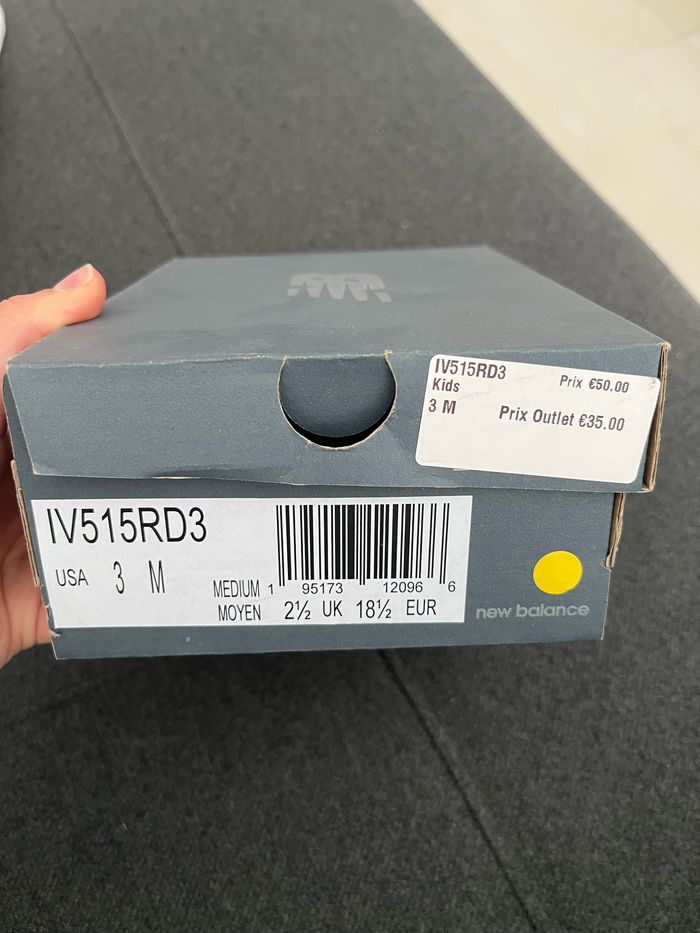 IV515RD3
Kids
Prix €50.00
3 M
Prix Outlet €35.00
IV515RD3
USA 3 M
1 95173 12096 6
MEDIUM
MOYEN 2½ UK 18½ EUR
new balance